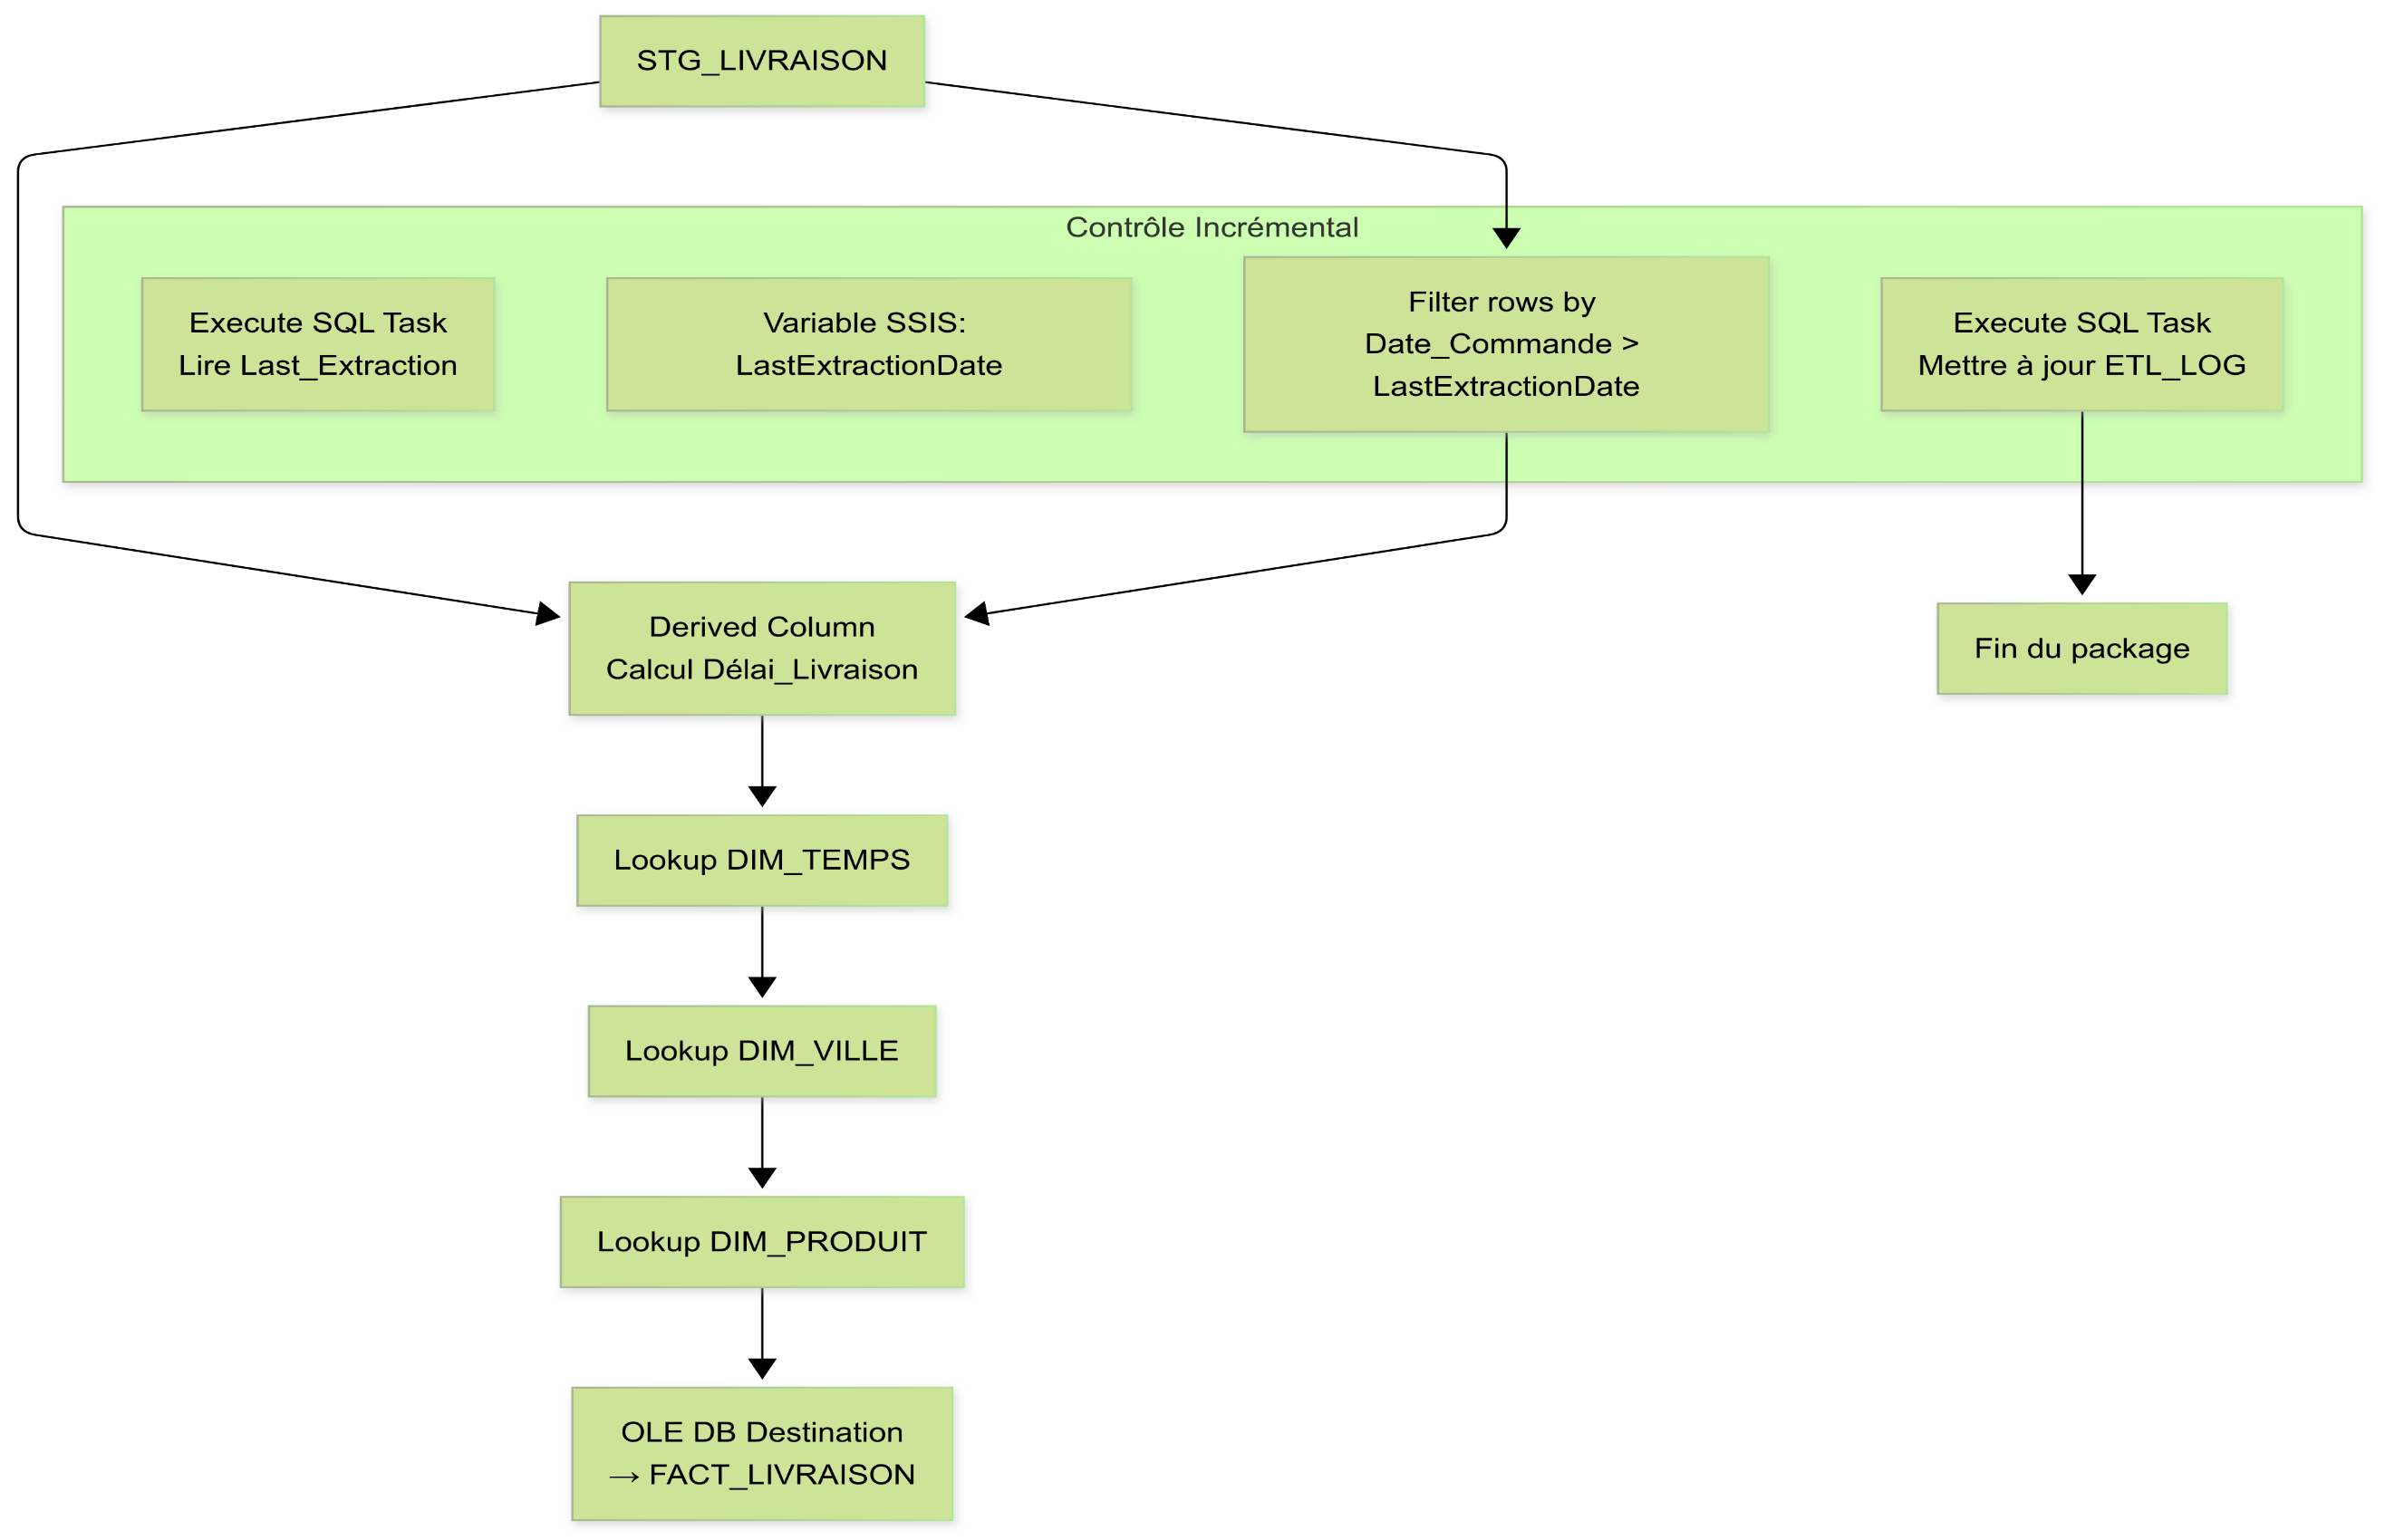 STG_LIVRAISON
Contrôle Incrémental
Execute SQL Task
Lire Last_Extraction
Variable SSIS:
LastExtractionDate
Filter rows by
Date_Commande >
LastExtractionDate
Execute SQL Task
Mettre à jour ETL_LOG
Derived Column
Calcul Délai_Livraison
Fin du package
Lookup DIM_TEMPS
Lookup DIM_VILLE
Lookup DIM_PRODUIT
OLE DB Destination
→ FACT_LIVRAISON